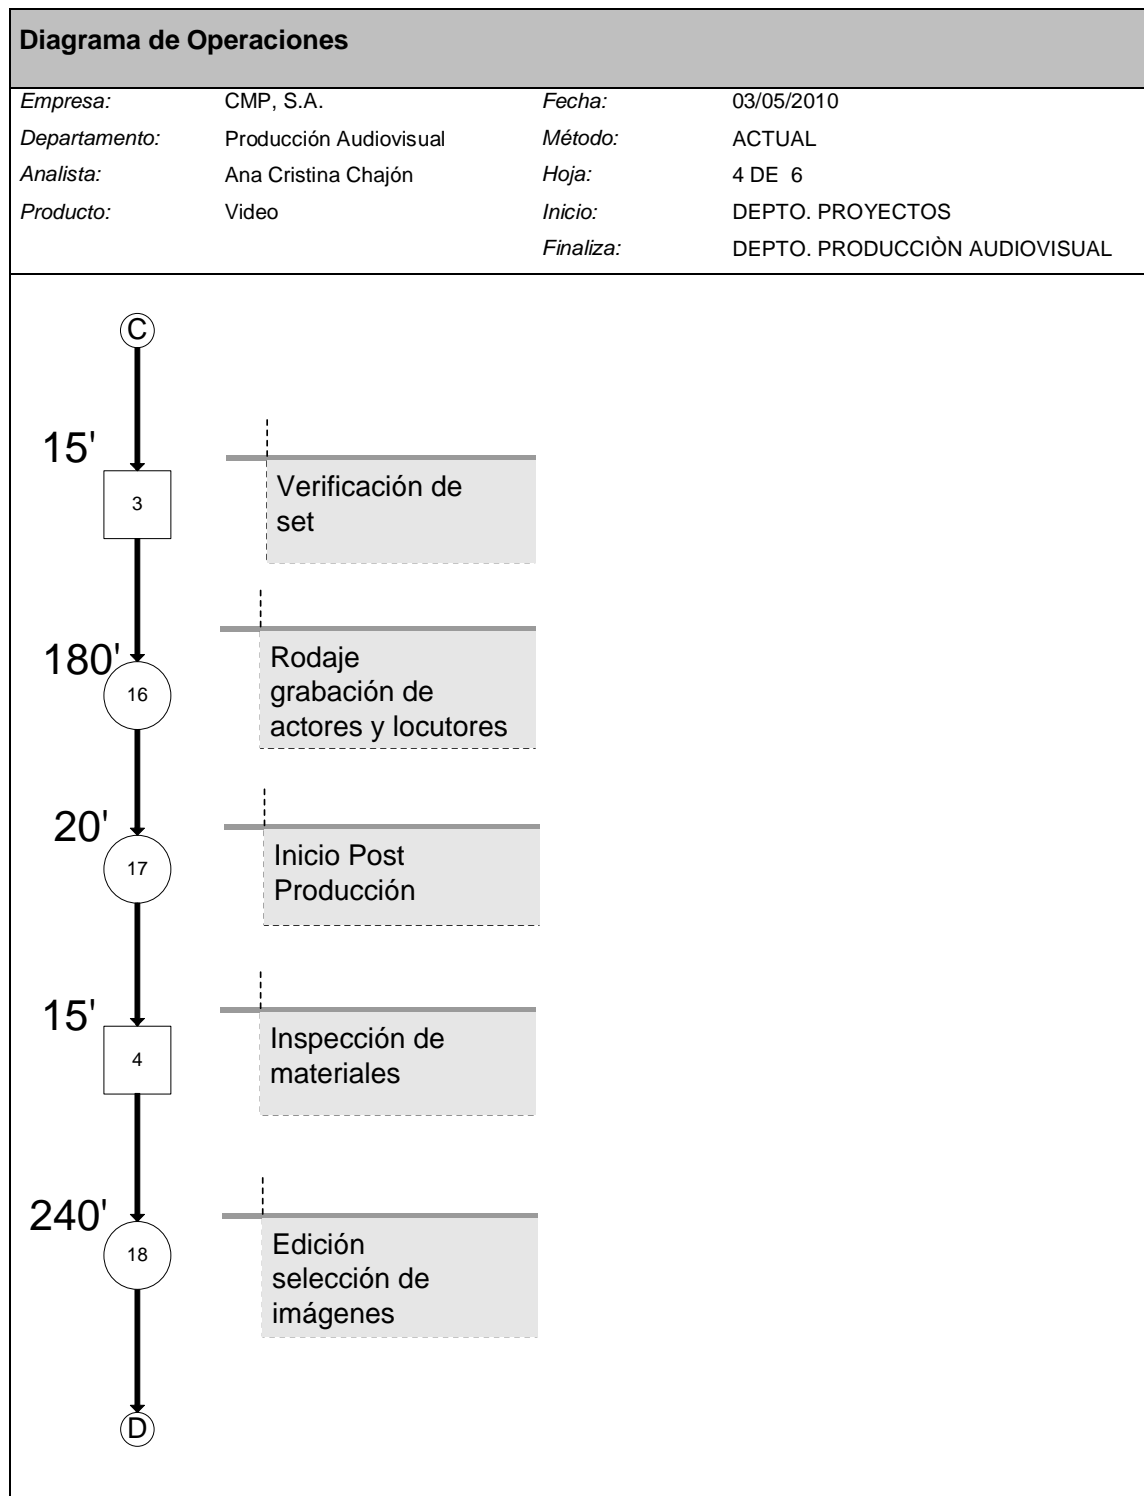 Diagrama de Operaciones
Empresa: CMP, S.A. Fecha: 03/05/2010
Departamento: Producción Audiovisual Método: ACTUAL
Analista: Ana Cristina Chajón Hoja: 4 DE 6
Producto: Video Inicio: DEPTO. PROYECTOS
Finaliza: DEPTO. PRODUCCIÒN AUDIOVISUAL
C
15'
3
Verificación de
set
180'
16
Rodaje
grabación de
actores y locutores
20'
17
Inicio Post
Producción
15'
4
Inspección de
materiales
240'
18
Edición
selección de
imágenes
D